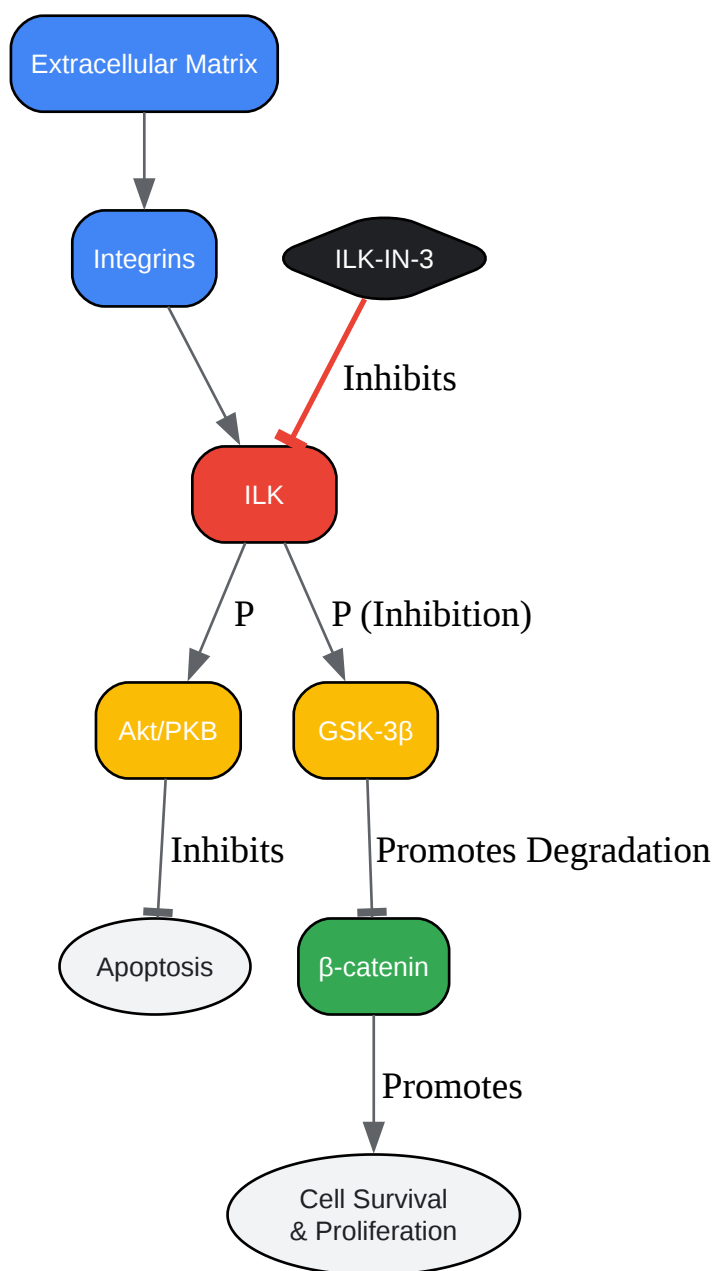 Extracellular Matrix
Integrins
ILK-IN-3
Inhibits
ILK
P
P (Inhibition)
Akt/PKB
GSK-3β
Inhibits
Promotes Degradation
Apoptosis
β-catenin
Promotes
Cell Survival
& Proliferation